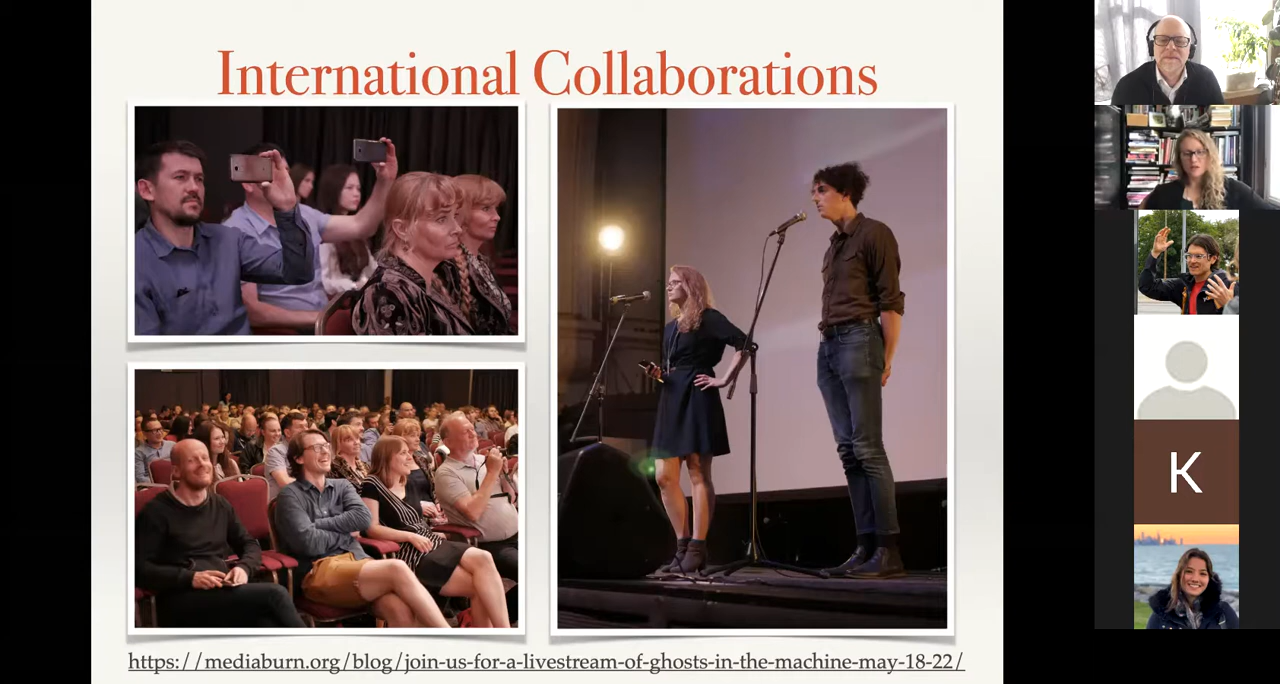 International Collaborations
K
https://mediaburn.org/blog/join-us-for-a-livestream-of-ghosts-in-the-machine-may-18-22/